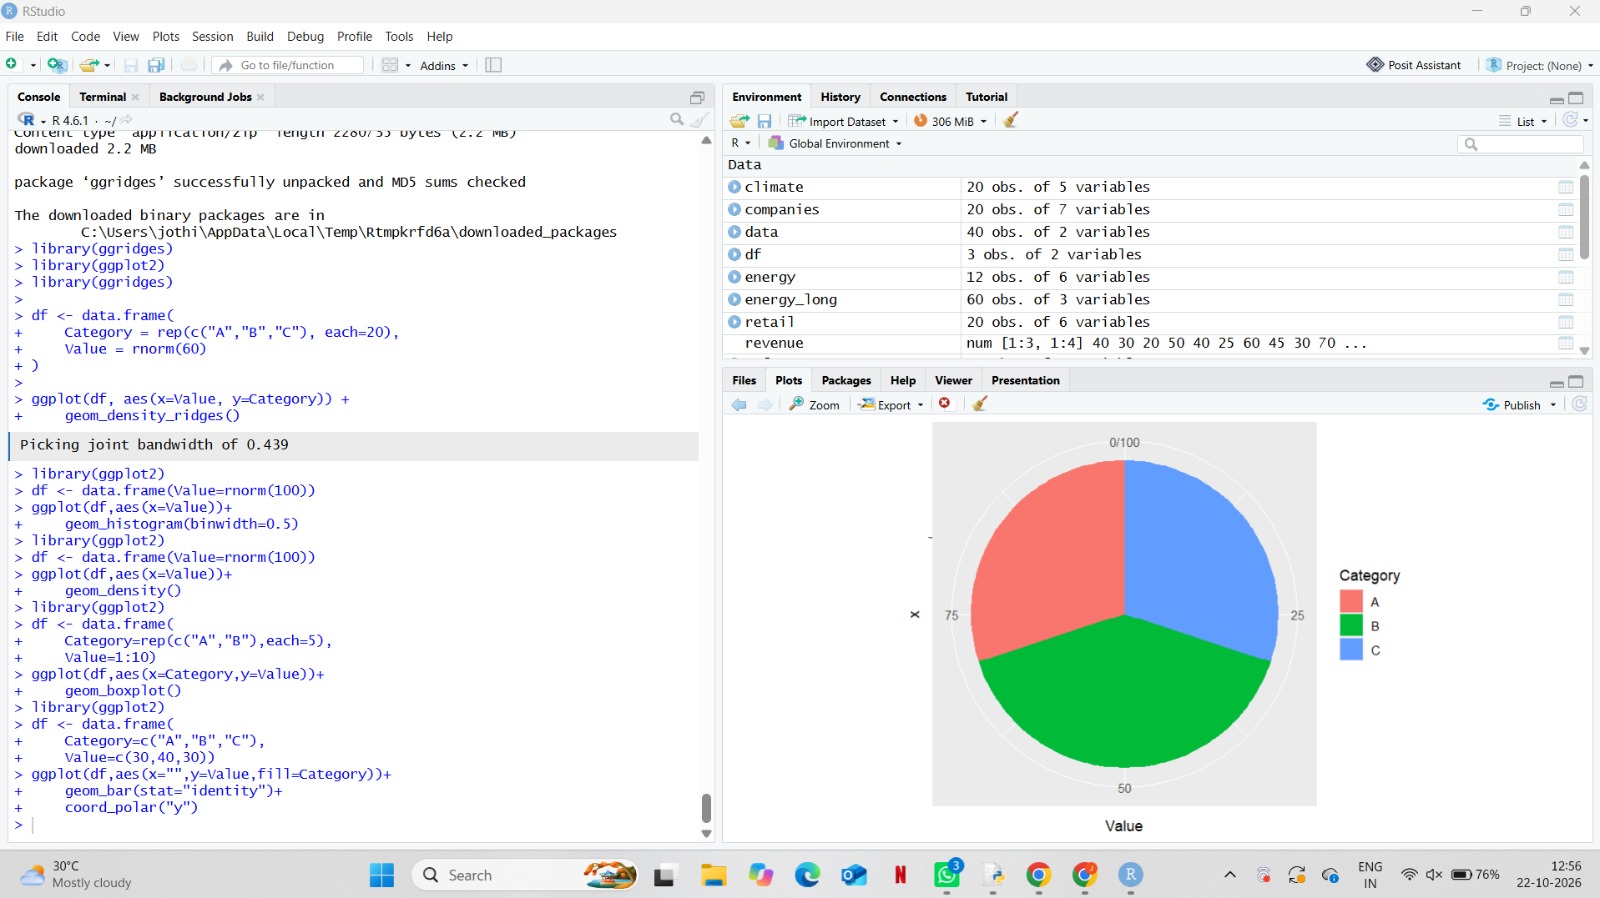 RStudio
File Edit Code View Plots Session Build Debug Profile Tools Help
Go to file/function Addins Posit Assistant Project: (None)
Console Terminal Background Jobs
R 4.6.1 · ~/
Content type 'application/zip' length 2280755 bytes (2.2 MB)
downloaded 2.2 MB
package ‘ggridges’ successfully unpacked and MD5 sums checked
The downloaded binary packages are in
C:\Users\jothi\AppData\Local\Temp\Rtmpkrfd6a\downloaded_packages
> library(ggridges)
> library(ggplot2)
> library(ggridges)
>
> df <- data.frame(
+     Category = rep(c("A","B","C"), each=20),
+     Value = rnorm(60)
+ )
>
> ggplot(df, aes(x=Value, y=Category)) +
+     geom_density_ridges()
Picking joint bandwidth of 0.439
> library(ggplot2)
> df <- data.frame(Value=rnorm(100))
> ggplot(df,aes(x=Value))+
+     geom_histogram(binwidth=0.5)
> library(ggplot2)
> df <- data.frame(Value=rnorm(100))
> ggplot(df,aes(x=Value))+
+     geom_density()
> library(ggplot2)
> df <- data.frame(
+     Category=rep(c("A","B"),each=5),
+     Value=1:10)
> ggplot(df,aes(x=Category,y=Value))+
+     geom_boxplot()
> library(ggplot2)
> df <- data.frame(
+     Category=c("A","B","C"),
+     Value=c(30,40,30))
> ggplot(df,aes(x="",y=Value,fill=Category))+
+     geom_bar(stat="identity")+
+     coord_polar("y")
>
Environment History Connections Tutorial
Import Dataset 306 MiB List
R Global Environment
Data
climate 20 obs. of 5 variables
companies 20 obs. of 7 variables
data 40 obs. of 2 variables
df 3 obs. of 2 variables
energy 12 obs. of 6 variables
energy_long 60 obs. of 3 variables
retail 20 obs. of 6 variables
revenue num [1:3, 1:4] 40 30 20 50 40 25 60 45 30 70 ...
Files Plots Packages Help Viewer Presentation
Zoom Export Publish
0/100
x 75 25
50
Value
Category
A
B
C
30°C
Mostly cloudy
Search
3
ENG
IN
76%
12:56
22-10-2026